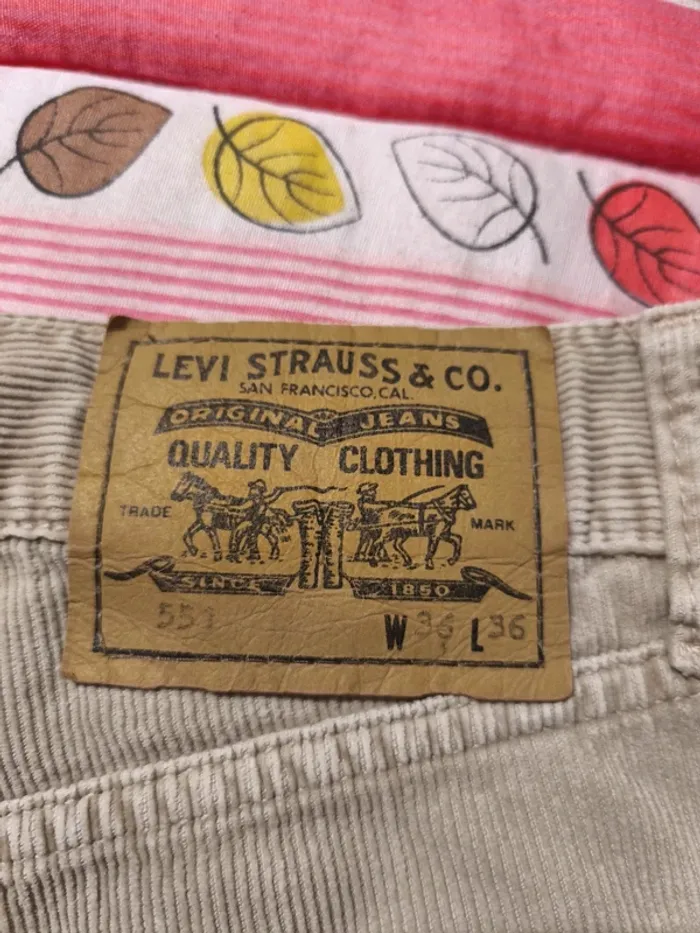 LEVI STRAUSS & CO.
SAN FRANCISCO, CAL.
ORIGINAL JEANS
QUALITY CLOTHING
TRADE MARK
SINCE 1850
551 W 36 L 36